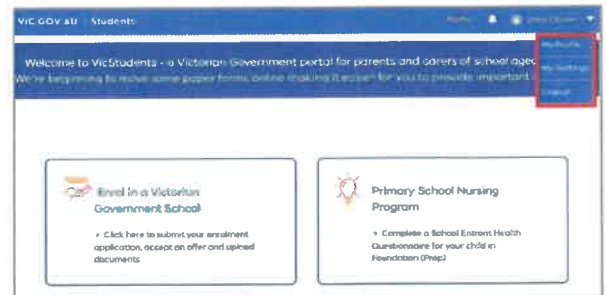 VIC.GOV.AU Students
Home
Welcome to VicStudents - a Victorian Government portal for parents and carers of school aged
We're beginning to move some paper forms online making it easier for you to provide important
My Profile
My Settings
Logout
Enrol in a Victorian
Government School
Click here to submit your enrolment
application, accept an offer and upload
documents
Primary School Nursing
Program
Complete a School Entrant Health
Questionnaire for your child in
Foundation (Prep)